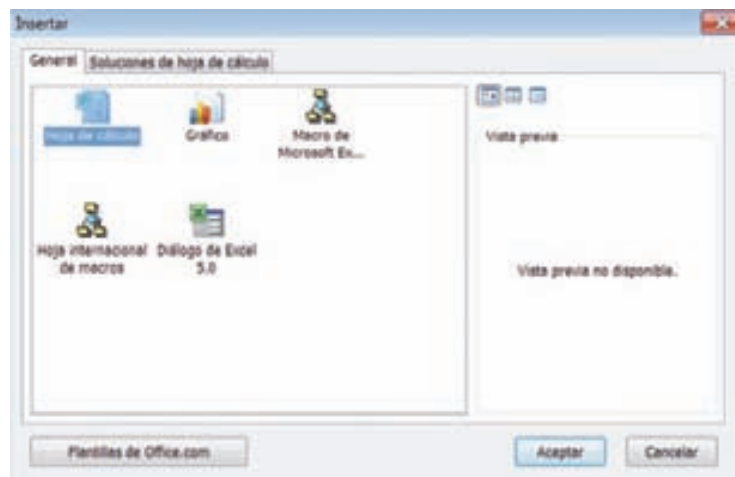 Insertar
General Soluciones de hoja de cálculo
Hoja de cálculo
Gráfico
Macro de
Microsoft Ex...
Hoja internacional
de macros
Diálogo de Excel
5.0
Vista previa
Vista previa no disponible.
Plantillas de Office.com
Aceptar
Cancelar